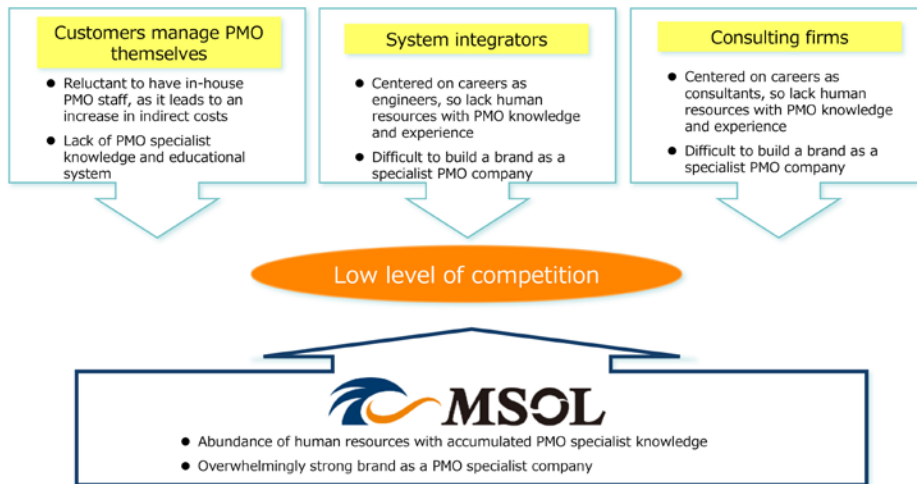 Customers manage PMO
themselves
● Reluctant to have in-house
PMO staff, as it leads to an
increase in indirect costs
● Lack of PMO specialist
knowledge and educational
system
System integrators
● Centered on careers as
engineers, so lack human
resources with PMO knowledge
and experience
● Difficult to build a brand as a
specialist PMO company
Consulting firms
● Centered on careers as
consultants, so lack human
resources with PMO knowledge
and experience
● Difficult to build a brand as a
specialist PMO company
Low level of competition
MSOL
● Abundance of human resources with accumulated PMO specialist knowledge
● Overwhelmingly strong brand as a PMO specialist company